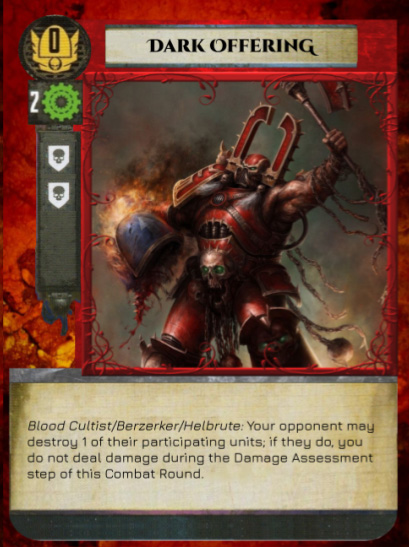 0
DARK OFFERING
2
Blood Cultist/Berzerker/Helbrute: Your opponent may
destroy 1 of their participating units; if they do, you
do not deal damage during the Damage Assessment
step of this Combat Round.